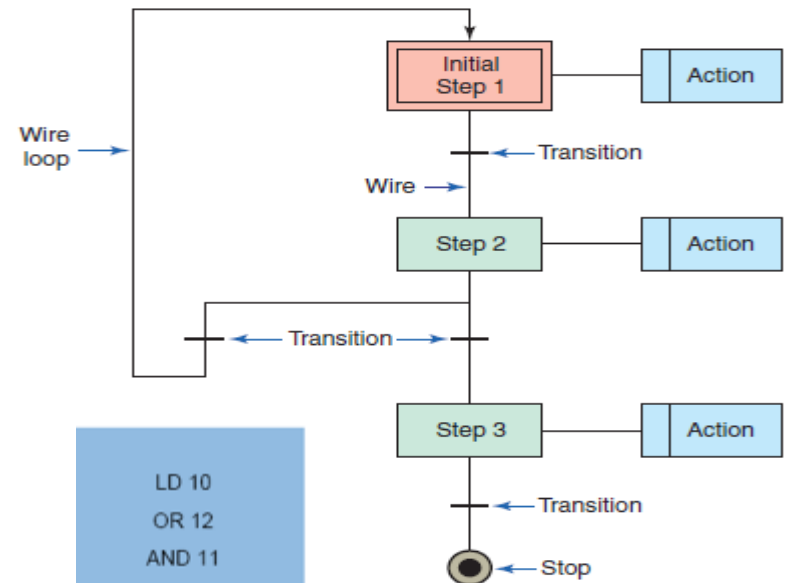 Initial
Step 1
Action
Wire
loop
Transition
Wire
Step 2
Action
Transition
Step 3
Action
LD 10
OR 12
AND 11
Transition
Stop